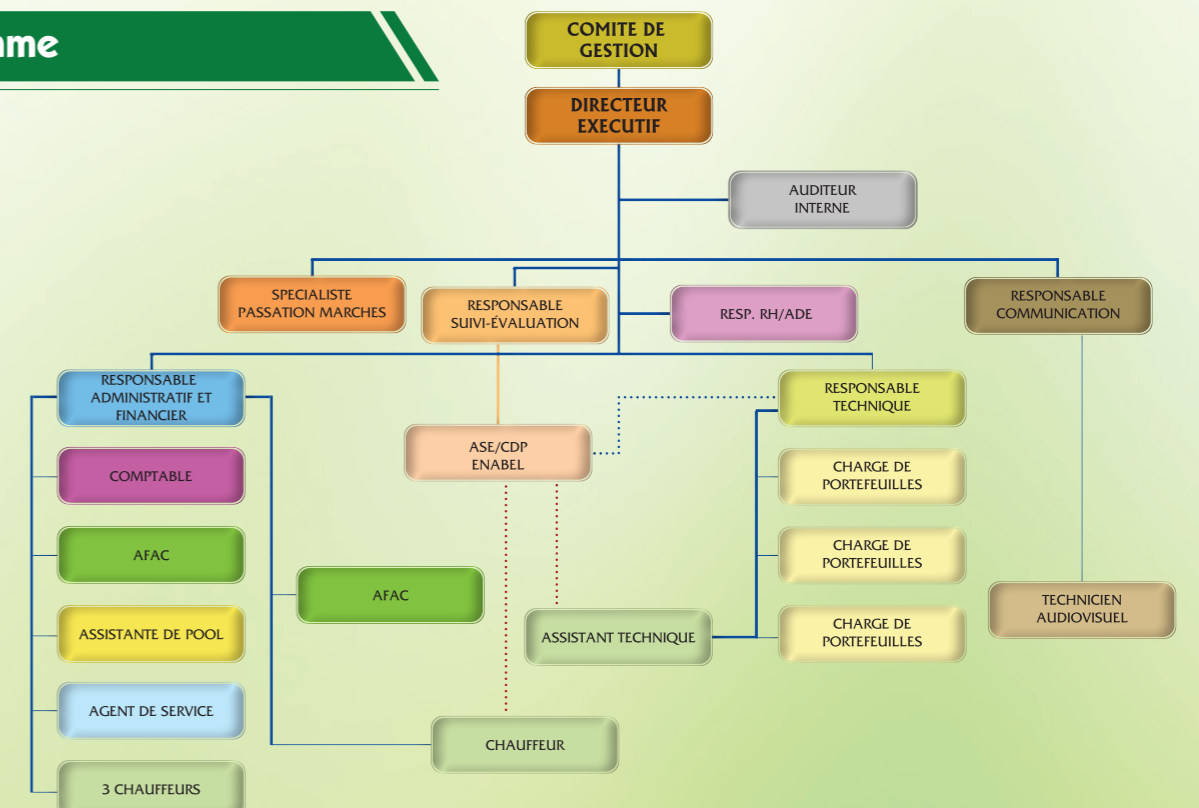 COMITE DE
GESTION
DIRECTEUR
EXECUTIF
AUDITEUR
INTERNE
SPECIALISTE
PASSATION MARCHES
RESPONSABLE
SUIVI-ÉVALUATION
RESP. RH/ADE
RESPONSABLE
COMMUNICATION
RESPONSABLE
ADMINISTRATIF ET
FINANCIER
RESPONSABLE
TECHNIQUE
ASE/CDP
ENABEL
COMPTABLE
CHARGE DE
PORTEFEUILLES
AFAC
CHARGE DE
PORTEFEUILLES
AFAC
TECHNICIEN
AUDIOVISUEL
ASSISTANTE DE POOL
ASSISTANT TECHNIQUE
CHARGE DE
PORTEFEUILLES
AGENT DE SERVICE
CHAUFFEUR
3 CHAUFFEURS